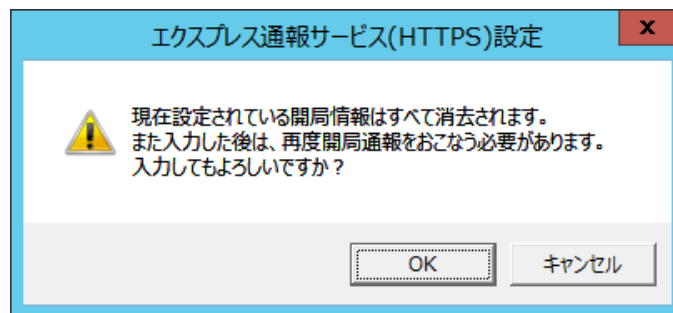 エクスプレス通報サービス(HTTPS)設定
x
現在設定されている開局情報はすべて消去されます。
また入力した後は、再度開局通報をおこなう必要があります。
入力してもよろしいですか？
OK
キャンセル